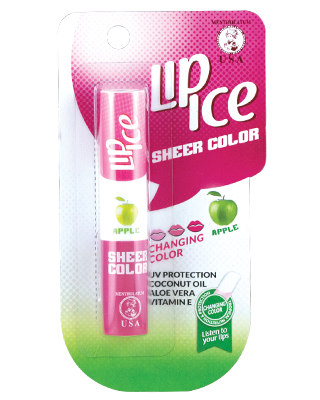 MENTHOLATUM
USA
LIP
ICE
SHEER COLOR
LIP
ICE
APPLE
SHEER
COLOR
MENTHOLATUM
USA
APPLE
CHANGING
COLOR
UV PROTECTION
COCONUT OIL
ALOE VERA
VITAMIN E
CHANGING
COLOR
Listen to
your lips